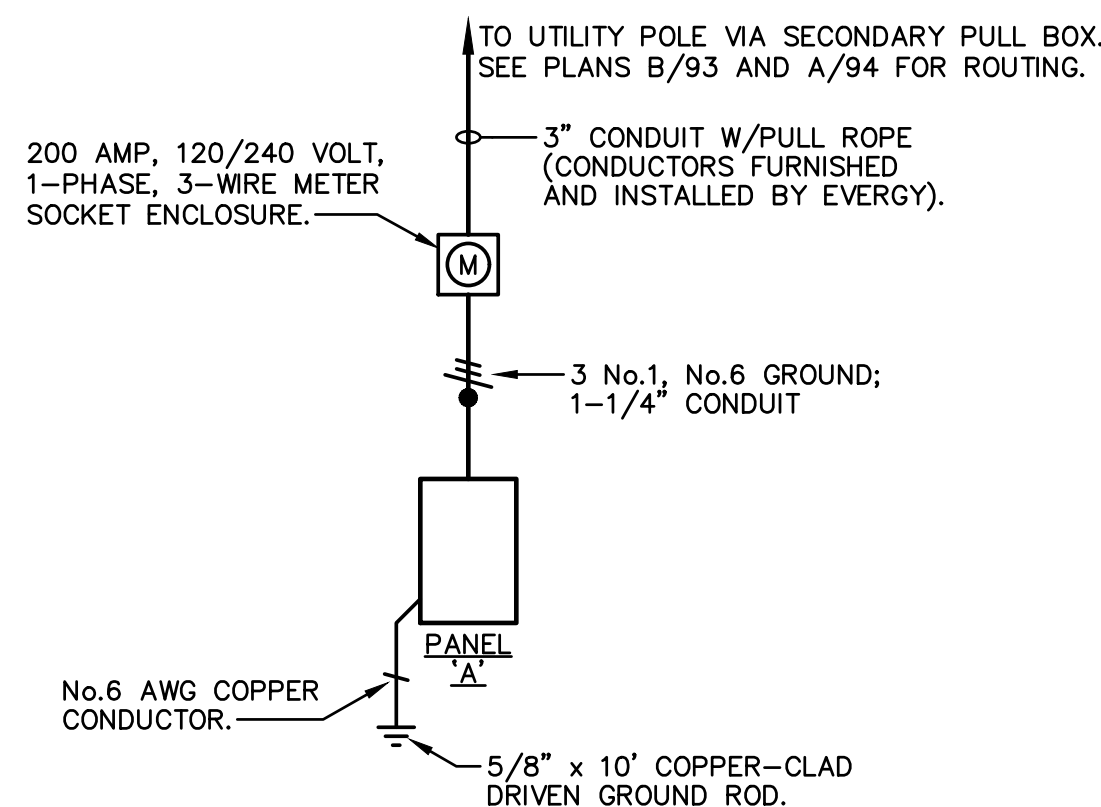 TO UTILITY POLE VIA SECONDARY PULL BOX.
SEE PLANS B/93 AND A/94 FOR ROUTING.
3" CONDUIT W/PULL ROPE
(CONDUCTORS FURNISHED
AND INSTALLED BY EVERGY).
200 AMP, 120/240 VOLT,
1-PHASE, 3-WIRE METER
SOCKET ENCLOSURE.
M
3 No.1, No.6 GROUND;
1-1/4" CONDUIT
PANEL
'A'
No.6 AWG COPPER
CONDUCTOR.
5/8" x 10' COPPER-CLAD
DRIVEN GROUND ROD.